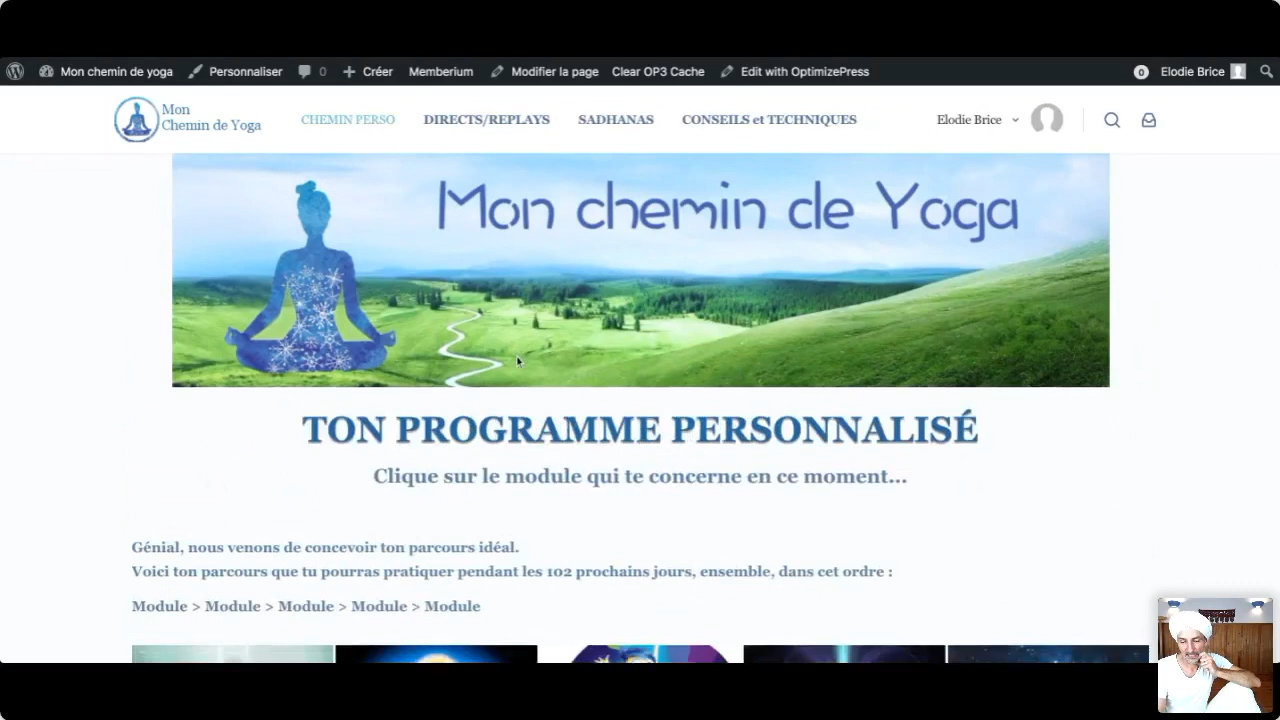 Mon chemin de yoga Personnaliser 0 Créer Memberium Modifier la page Clear OP3 Cache Edit with OptimizePress 0 Elodie Brice
Mon
Chemin de Yoga
CHEMIN PERSO DIRECTS/REPLAYS SADHANAS CONSEILS et TECHNIQUES Elodie Brice
Mon chemin de Yoga
TON PROGRAMME PERSONNALISÉ
Clique sur le module qui te concerne en ce moment...
Génial, nous venons de concevoir ton parcours idéal.
Voici ton parcours que tu pourras pratiquer pendant les 102 prochains jours, ensemble, dans cet ordre :
Module > Module > Module > Module > Module